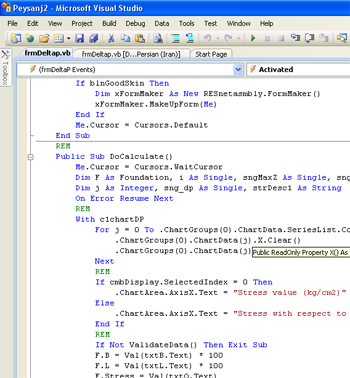 Peysanj2 - Microsoft Visual Studio
File Edit View Project Build Debug Data Tools Test Window Help
frmDeltap.vb frmDeltap.vb [D...Persian (Iran)] Start Page
Toolbox
(frmDeltaP Events) Activated
If blnGoodSkin Then
Dim xFormMaker As New RESnetasmbly.FormMaker()
xFormMaker.MakeUpForm(Me)
End If
Me.Cursor = Cursors.Default
End Sub
REM
Public Sub DoCalculate()
Me.Cursor = Cursors.WaitCursor
Dim F As Foundation, i As Single, sngMaxZ As Single, sng
Dim j As Integer, sng_dp As Single, strDesc1 As String
On Error Resume Next
REM
With c1chartDP
For j = 0 To .ChartGroups(0).ChartData.SeriesList.Co
.ChartGroups(0).ChartData(j).X.Clear()
.ChartGroups(0).ChartData(j)
Public ReadOnly Property X() As
Next
REM
If cmbDisplay.SelectedIndex = 0 Then
.ChartArea.AxisX.Text = "Stress value (kg/cm2)"
Else
.ChartArea.AxisX.Text = "Stress with respect to
End If
REM
If Not ValidateData() Then Exit Sub
F.B = Val(txtB.Text) * 100
F.L = Val(txtL.Text) * 100
F.Stress = Val(txtQ.Text)